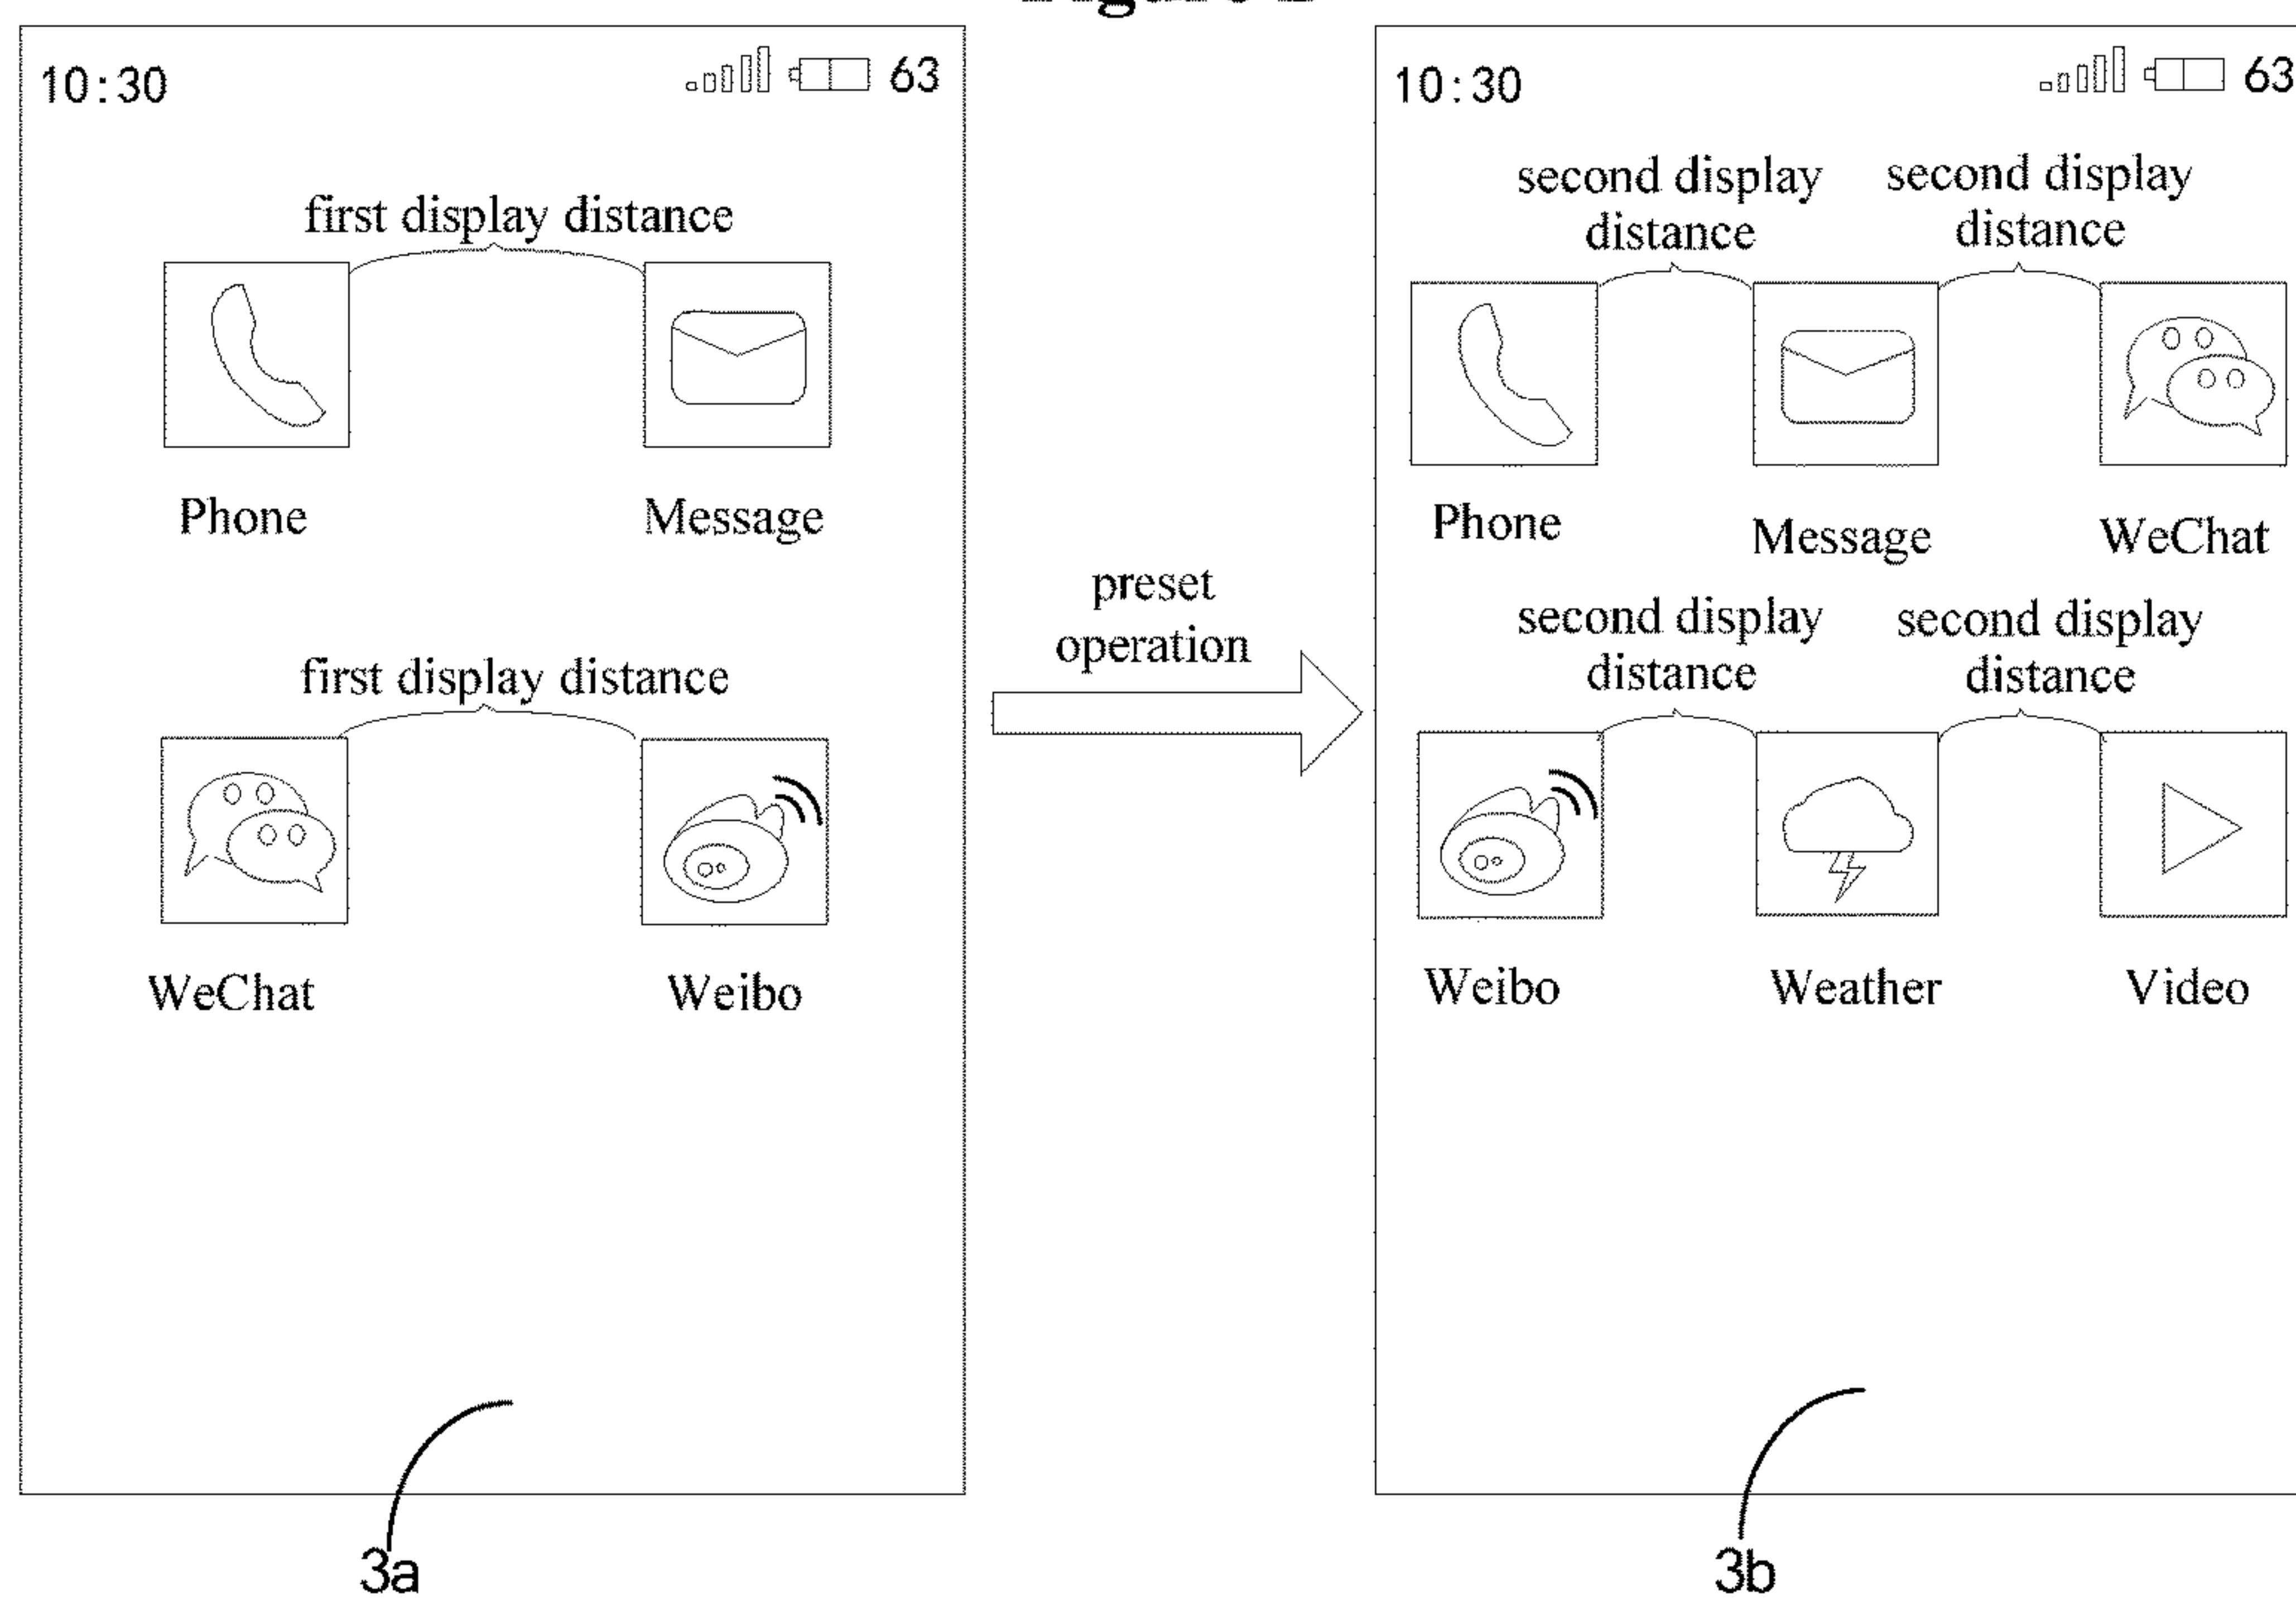 10:30
63
first display distance
Phone
Message
first display distance
WeChat
Weibo
3a
preset
operation
10:30
63
second display
distance
second display
distance
Phone
Message
WeChat
second display
distance
second display
distance
Weibo
Weather
Video
3b